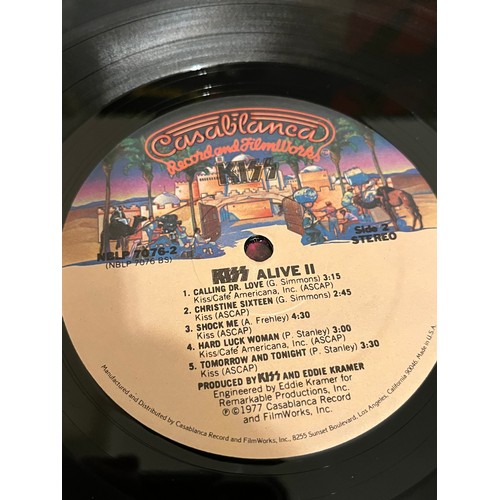 Casablanca
Record and FilmWorks
KISS
NBLP 7076-2
(NBLP 7076 BS)
Side 2
STEREO
KISS ALIVE II
1. CALLING DR. LOVE (G. Simmons) 3:15
Kiss/Cafe Americana, Inc. (ASCAP)
2. CHRISTINE SIXTEEN (G. Simmons) 2:45
Kiss (ASCAP)
3. SHOCK ME (A. Frehley) 4:30
Kiss (ASCAP)
4. HARD LUCK WOMAN (P. Stanley) 3:00
Kiss/Cafe Americana, Inc. (ASCAP)
5. TOMORROW AND TONIGHT (P. Stanley) 3:30
Kiss (ASCAP)
PRODUCED BY KISS AND EDDIE KRAMER
Engineered by Eddie Kramer for
Remarkable Productions, Inc.
℗©1977 Casablanca Record
and FilmWorks, Inc.
Manufactured and Distributed by Casablanca Record and FilmWorks, Inc., 8255 Sunset Boulevard, Los Angeles, California 90046. Made in U.S.A.